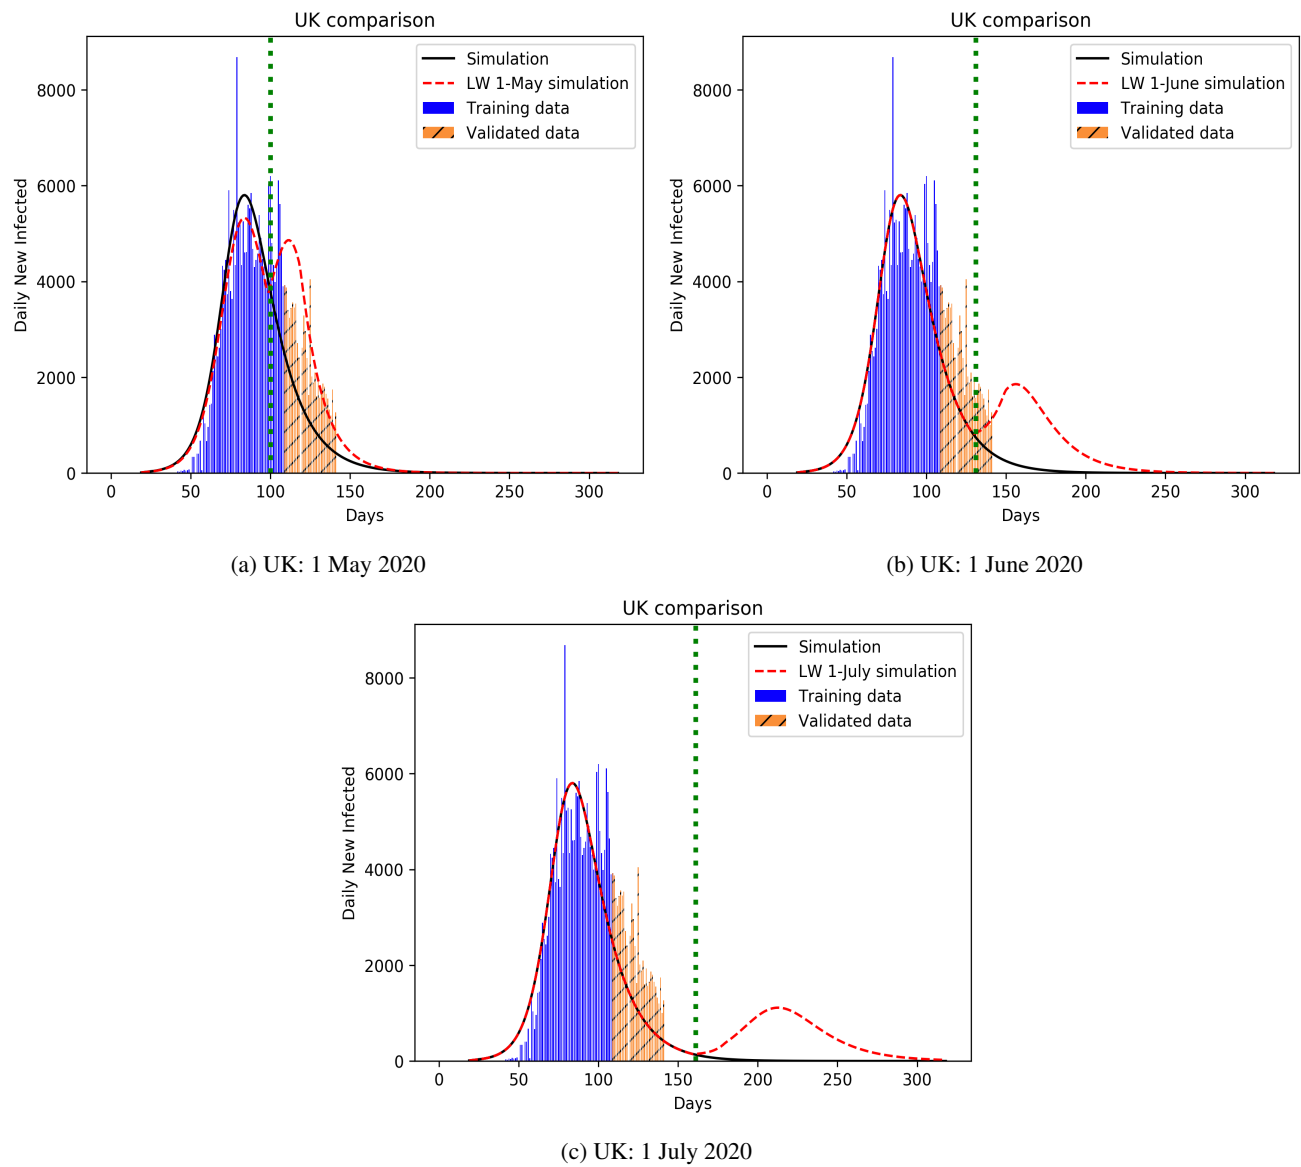 UK comparison
Daily New Infected
8000
6000
4000
2000
0
Simulation
LW 1-May simulation
Training data
Validated data
0 50 100 150 200 250 300
Days
(a) UK: 1 May 2020
UK comparison
Daily New Infected
8000
6000
4000
2000
0
Simulation
LW 1-June simulation
Training data
Validated data
0 50 100 150 200 250 300
Days
(b) UK: 1 June 2020
UK comparison
Daily New Infected
8000
6000
4000
2000
0
Simulation
LW 1-July simulation
Training data
Validated data
0 50 100 150 200 250 300
Days
(c) UK: 1 July 2020